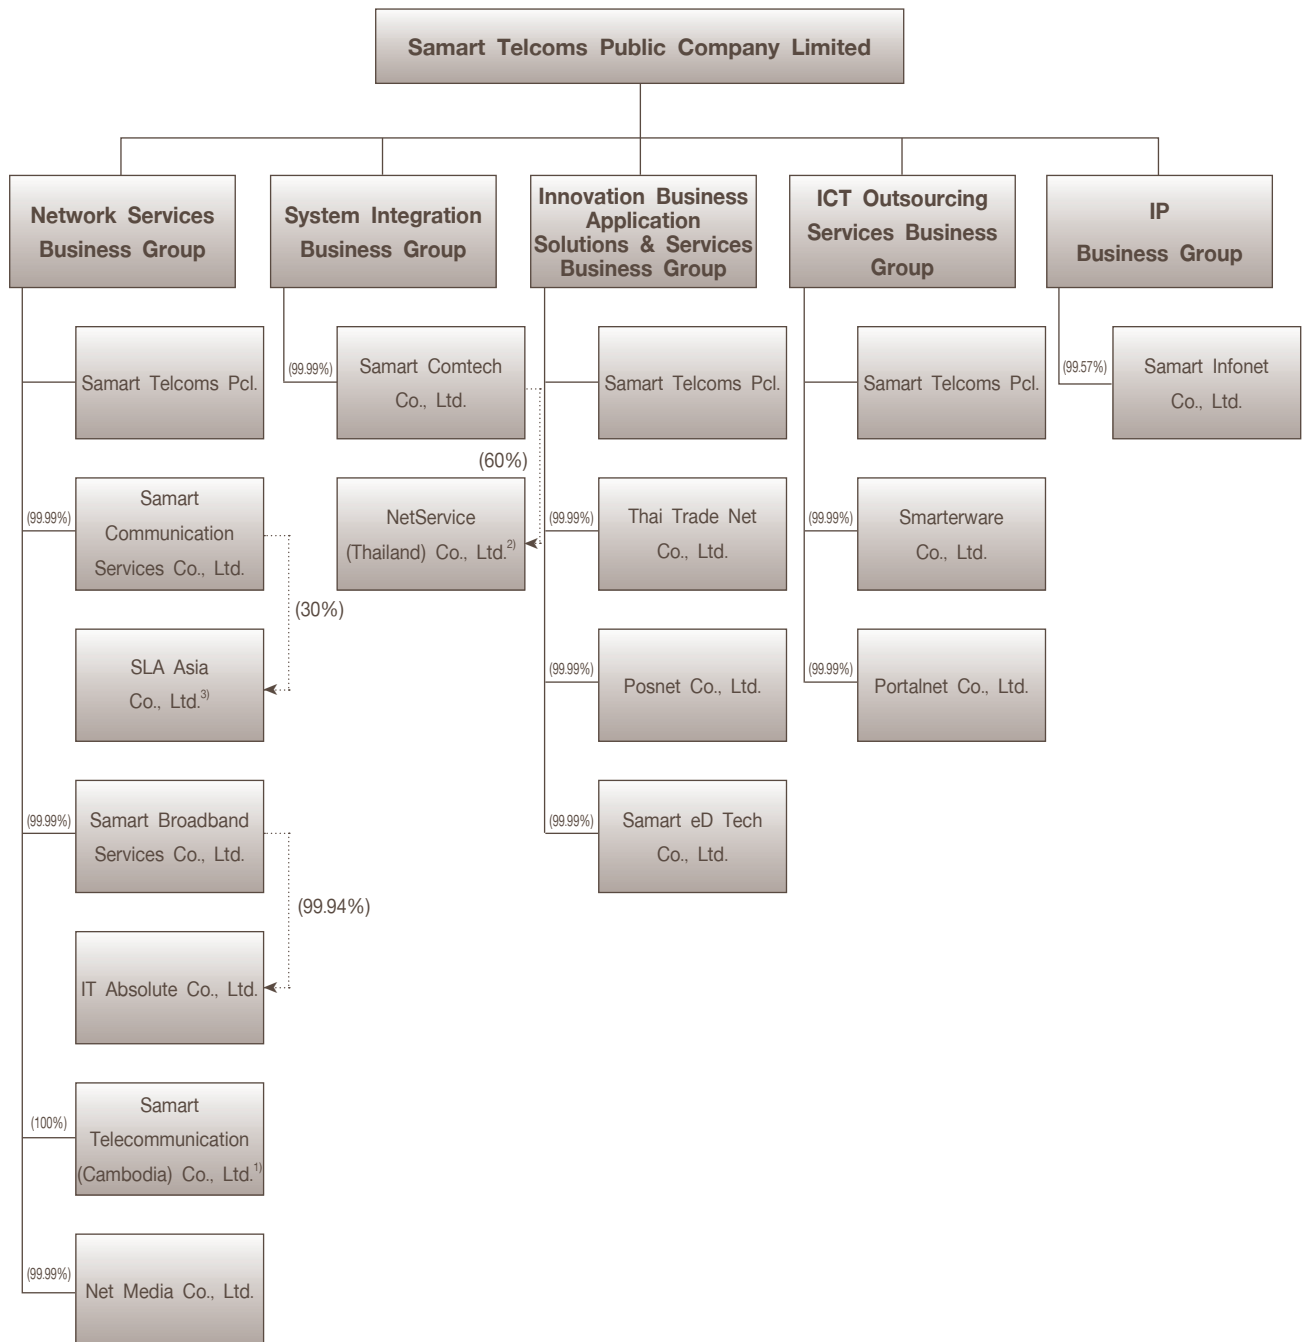 Samart Telcoms Public Company Limited
Network Services
Business Group
System Integration
Business Group
Innovation Business
Application
Solutions & Services
Business Group
ICT Outsourcing
Services Business
Group
IP
Business Group
Samart Telcoms Pcl.
(99.99%)
Samart
Communication
Services Co., Ltd.
(30%)
SLA Asia
Co., Ltd.3)
(99.99%)
Samart Broadband
Services Co., Ltd.
(99.94%)
IT Absolute Co., Ltd.
(100%)
Samart
Telecommunication
(Cambodia) Co., Ltd.1)
(99.99%)
Net Media Co., Ltd.
(99.99%)
Samart Comtech
Co., Ltd.
(60%)
NetService
(Thailand) Co., Ltd.2)
Samart Telcoms Pcl.
(99.99%)
Thai Trade Net
Co., Ltd.
(99.99%)
Posnet Co., Ltd.
(99.99%)
Samart eD Tech
Co., Ltd.
Samart Telcoms Pcl.
(99.99%)
Smarterware
Co., Ltd.
(99.99%)
Portalnet Co., Ltd.
(99.57%)
Samart Infonet
Co., Ltd.